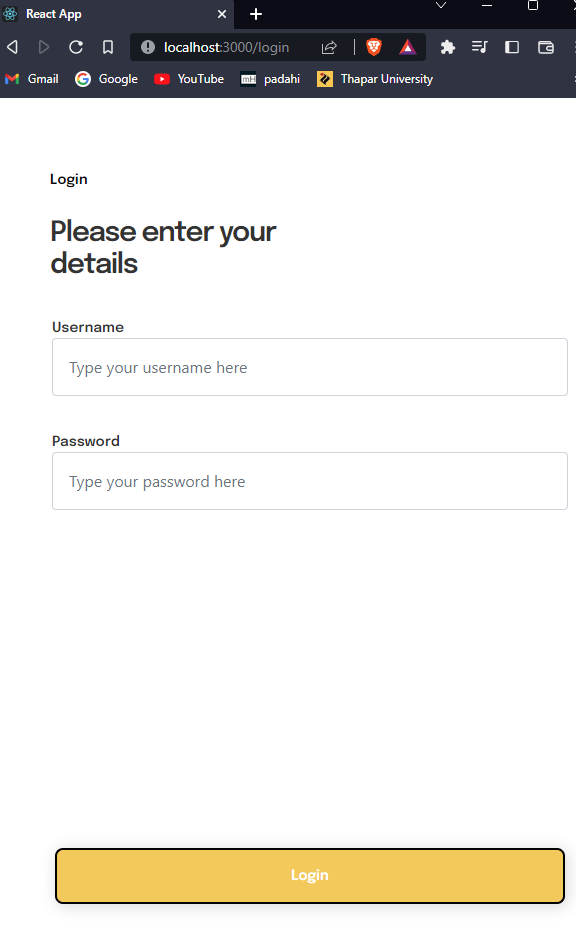 React App
localhost:3000/login
Gmail Google YouTube mH padahi Thapar University
Login
Please enter your
details
Username
Type your username here
Password
Type your password here
Login